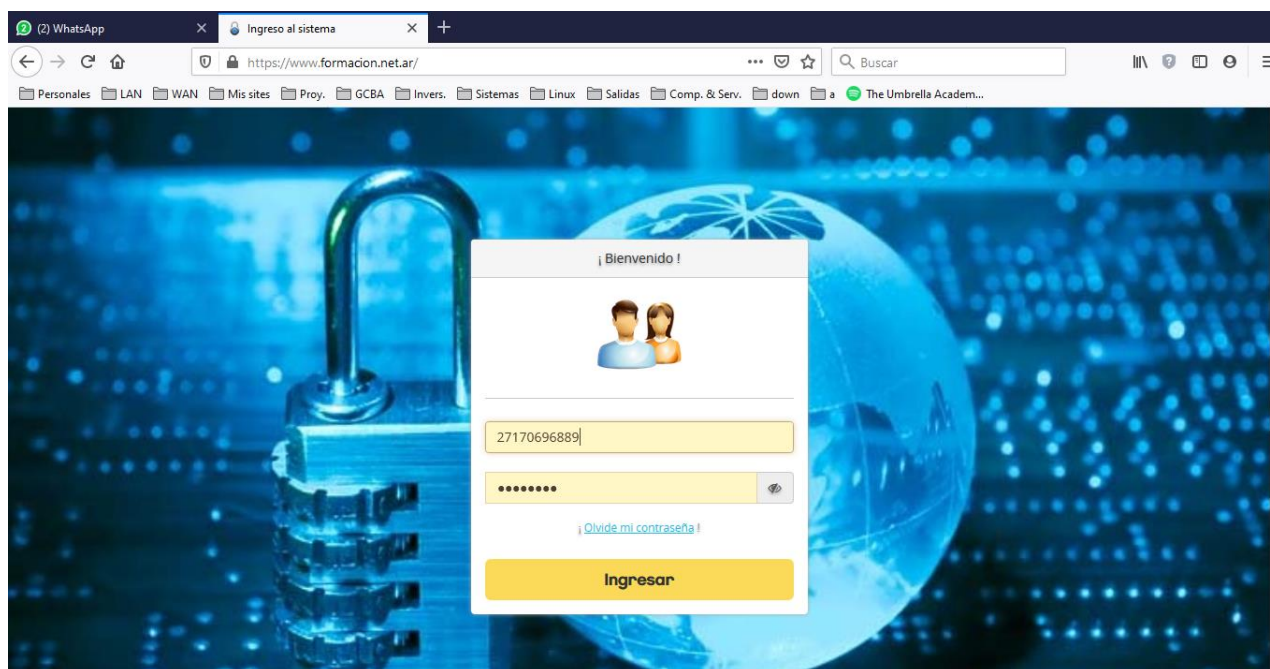 (2) WhatsApp
Ingreso al sistema
https://www.formacion.net.ar/
Buscar
Personales LAN WAN Mis sites Proy. GCBA Invers. Sistemas Linux Salidas Comp. & Serv. down a The Umbrella Academ...
¡ Bienvenido !
27170696889
¡ Olvide mi contraseña !
Ingresar